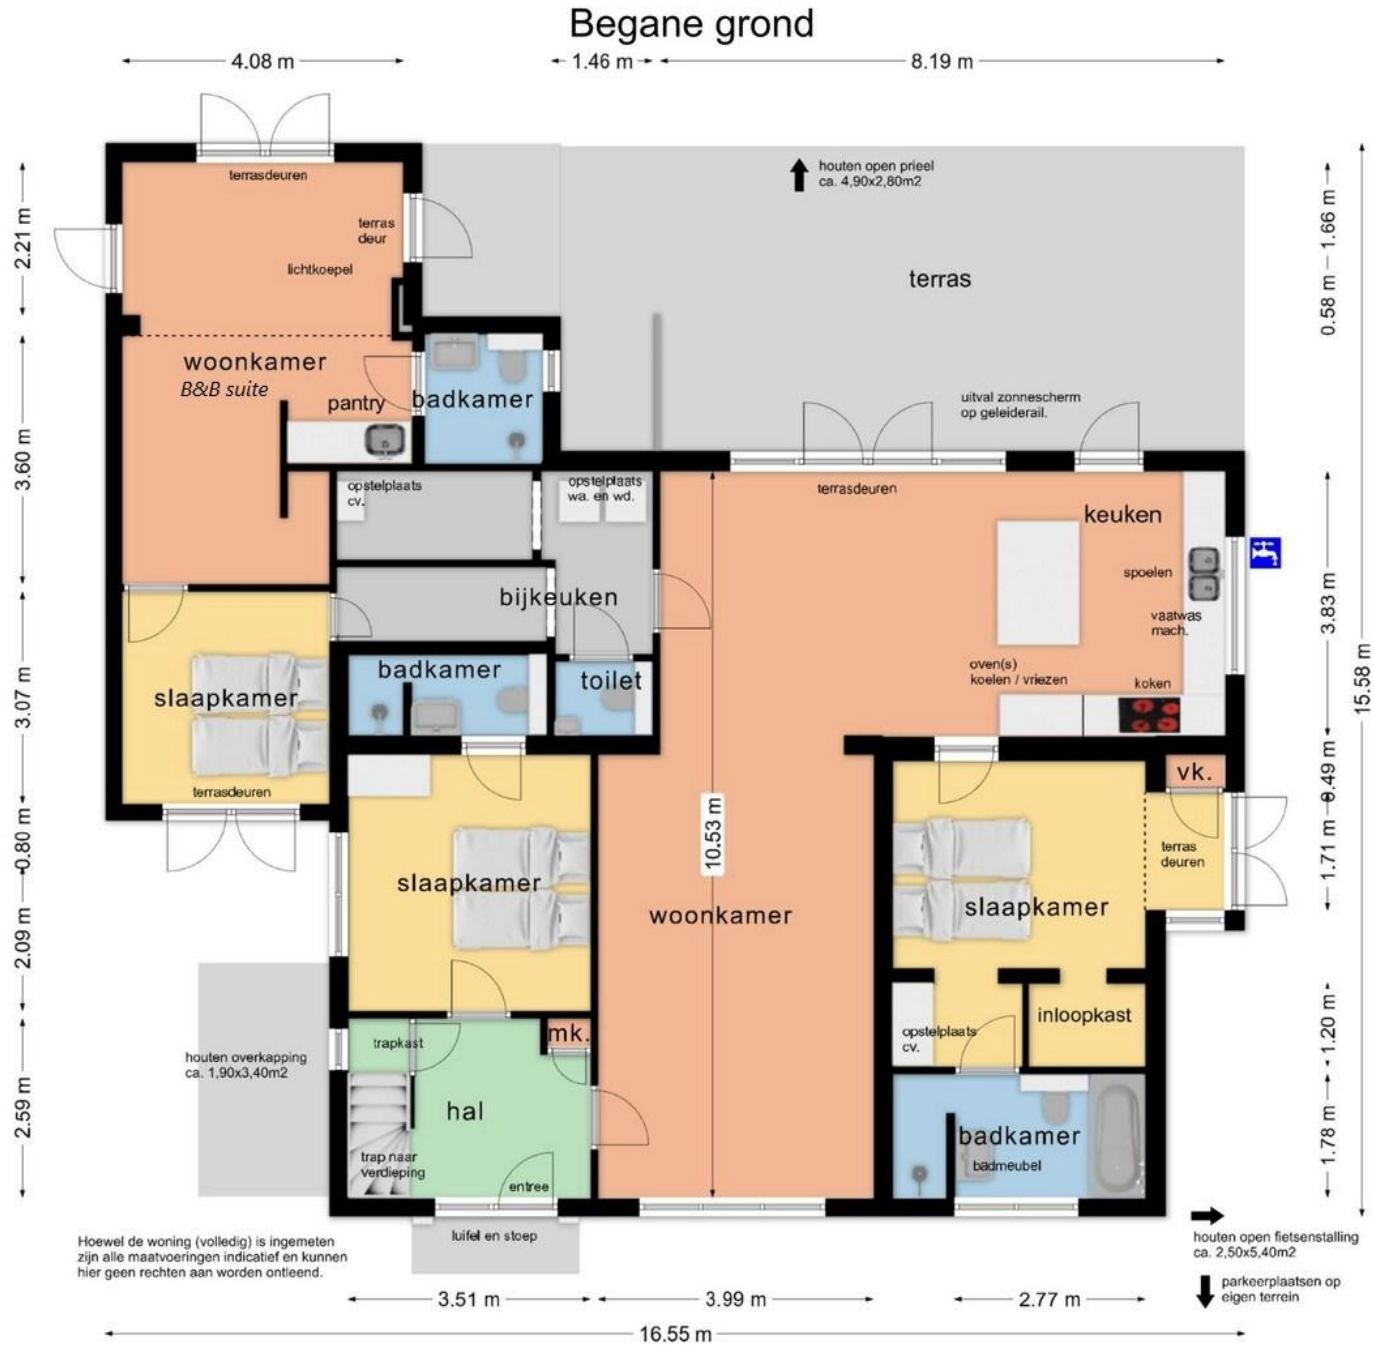 Begane grond
4.08 m
1.46 m
8.19 m
terrasdeuren
houten open prieel
ca. 4,90x2,80m2
2.21 m
terras
deur
lichtkoepel
terras
1.66 m
0.58 m
woonkamer
B&B suite
pantry
badkamer
uitval zonnescherm
op geleiderail.
3.60 m
opstelplaats
cv.
opstelplaats
wa. en wd.
terrasdeuren
keuken
spoelen
vaatwas
mach.
3.83 m
bijkeuken
badkamer
toilet
oven(s)
koelen / vriezen
koken
15.58 m
3.07 m
slaapkamer
terrasdeuren
vk.
0.49 m
0.80 m
10.53 m
terras
deuren
1.71 m
slaapkamer
woonkamer
slaapkamer
2.09 m
houten overkapping
ca. 1,90x3,40m2
trapkast
mk.
opstelplaats
cv.
inloopkast
1.20 m
2.59 m
hal
trap naar
verdieping
entree
badkamer
badmeubel
1.78 m
luifel en stoep
Hoewel de woning (volledig) is ingemeten
zijn alle maatvoeringen indicatief en kunnen
hier geen rechten aan worden ontleend.
houten open fietsenstalling
ca. 2,50x5,40m2
parkeerplaatsen op
eigen terrein
3.51 m
3.99 m
2.77 m
16.55 m